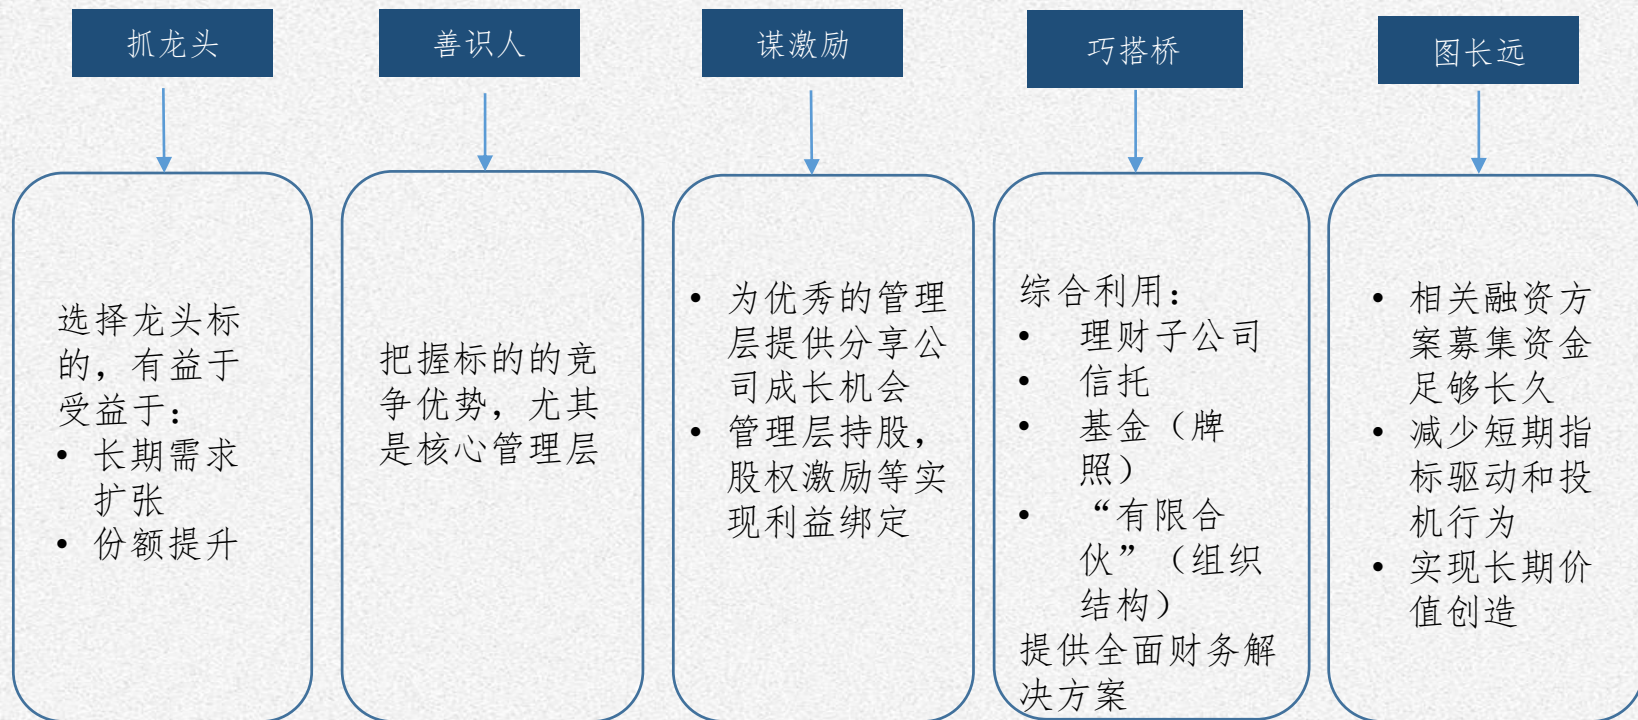 抓龙头
选择龙头标
的，有益于
受益于：
• 长期需求
扩张
• 份额提升
善识人
把握标的的竞
争优势，尤其
是核心管理层
谋激励
• 为优秀的管理
层提供分享公
司成长机会
• 管理层持股，
股权激励等实
现利益绑定
巧搭桥
综合利用：
• 理财子公司
• 信托
• 基金（牌
照）
• “有限合
伙”（组织
结构）
提供全面财务解
决方案
图长远
• 相关融资方
案募集资金
足够长久
• 减少短期指
标驱动和投
机行为
• 实现长期价
值创造